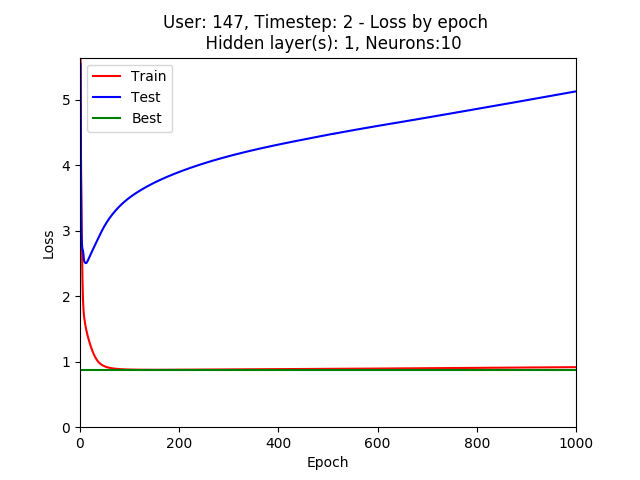 User: 147, Timestep: 2 - Loss by epoch
Hidden layer(s): 1, Neurons:10
Train
Test
Best
5
4
3
2
1
0
Loss
0 200 400 600 800 1000
Epoch